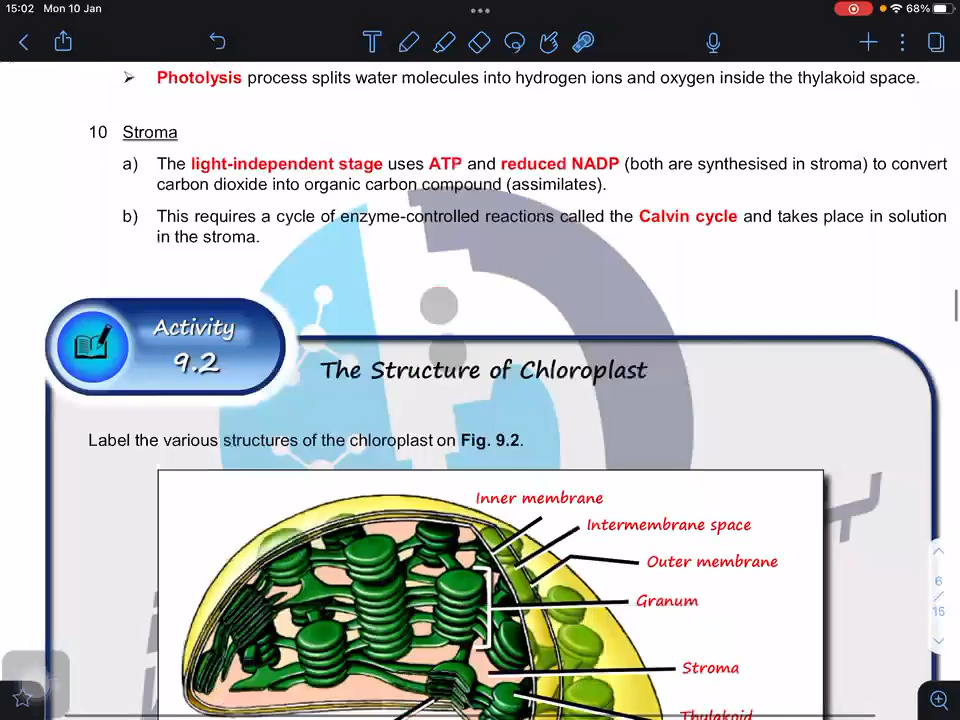 15:02 Mon 10 Jan
68%
➢ Photolysis process splits water molecules into hydrogen ions and oxygen inside the thylakoid space.
10 Stroma
a) The light-independent stage uses ATP and reduced NADP (both are synthesised in stroma) to convert
carbon dioxide into organic carbon compound (assimilates).
b) This requires a cycle of enzyme-controlled reactions called the Calvin cycle and takes place in solution
in the stroma.
Activity
9.2
The Structure of Chloroplast
Label the various structures of the chloroplast on Fig. 9.2.
Inner membrane
Intermembrane space
Outer membrane
Granum
Stroma
Thylakoid
6
/
15